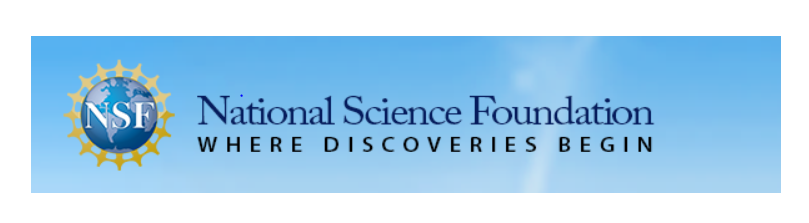 NSF
National Science Foundation
WHERE DISCOVERIES BEGIN